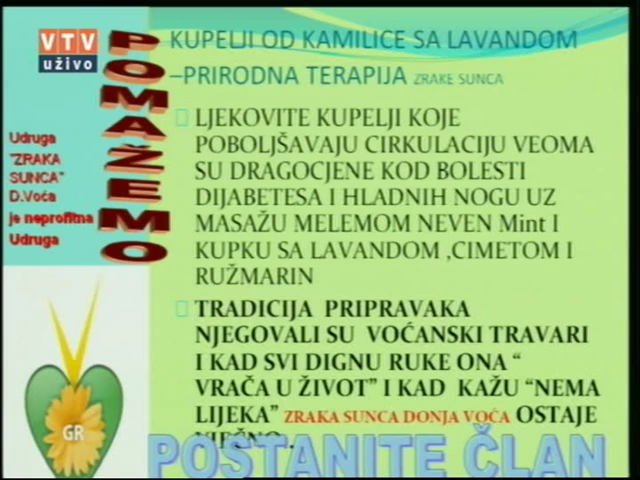 VTV
uživo
POMAŽEMO
Udruga
"ZRAKA
SUNCA"
D.Voća
je neprofitna
Udruga
GR
KUPELJI OD KAMILICE SA LAVANDOM
–PRIRODNA TERAPIJA ZRAKE SUNCA
LJEKOVITE KUPELJI KOJE
POBOLJŠAVAJU CIRKULACIJU VEOMA
SU DRAGOCJENE KOD BOLESTI
DIJABETESA I HLADNIH NOGU UZ
MASAŽU MELEMOM NEVEN Mint I
KUPKU SA LAVANDOM ,CIMETOM I
RUŽMARIN
TRADICIJA PRIPRAVAKA
NJEGOVALI SU VOĆANSKI TRAVARI
I KAD SVI DIGNU RUKE ONA “
VRAČA U ŽIVOT” I KAD KAŽU “NEMA
LIJEKA” ZRAKA SUNCA DONJA VOĆA OSTAJE
POSTANITE ČLAN